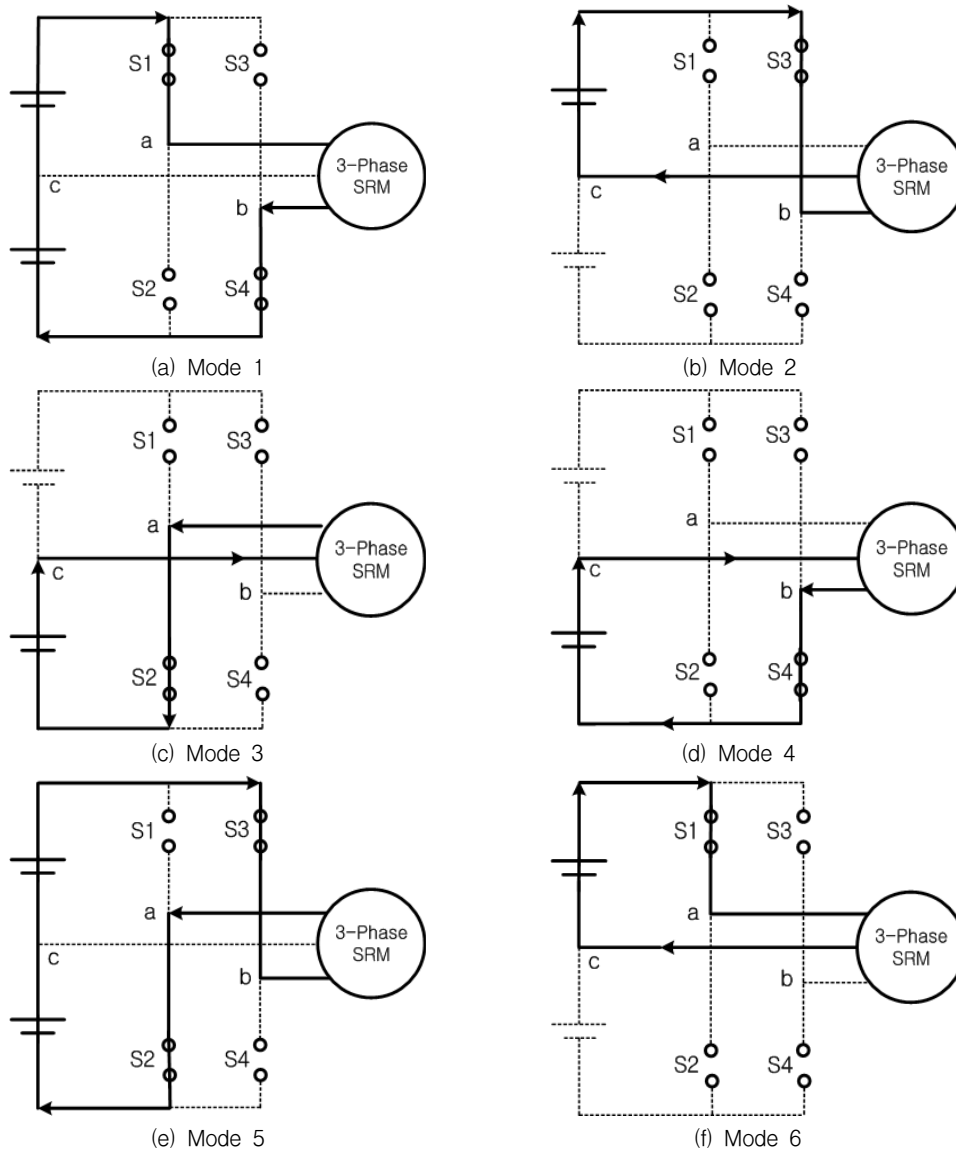 S1
S3
a
3-Phase
SRM
c
b
S2
S4
(a) Mode 1
S1
S3
a
3-Phase
SRM
c
b
S2
S4
(b) Mode 2
S1
S3
a
3-Phase
SRM
c
b
S2
S4
(c) Mode 3
S1
S3
a
3-Phase
SRM
c
b
S2
S4
(d) Mode 4
S1
S3
a
3-Phase
SRM
c
b
S2
S4
(e) Mode 5
S1
S3
a
3-Phase
SRM
c
b
S2
S4
(f) Mode 6